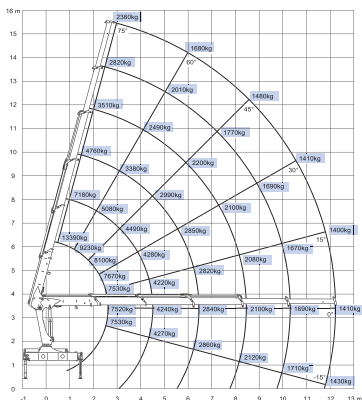 16 m
2360kg
75°
15
1680kg
60°
14
2820kg
13
2010kg
1480kg
45°
12
3510kg
11
2490kg
1770kg
10
4760kg
2200kg
1410kg
30°
9
3380kg
1690kg
8
7180kg
2990kg
2100kg
5080kg
7
4490kg
2850kg
1400kg
15°
13390kg
6
9230kg
4280kg
1670kg
8100kg
2080kg
5
7670kg
2820kg
4220kg
7530kg
4
7520kg
4240kg
2840kg
2100kg
1690kg
1410kg
0°
3
7530kg
4270kg
2
2860kg
2120kg
1
1710kg
-15°
1430kg
0
-1
0
1
2
3
4
5
6
7
8
9
10
11
12
13 m